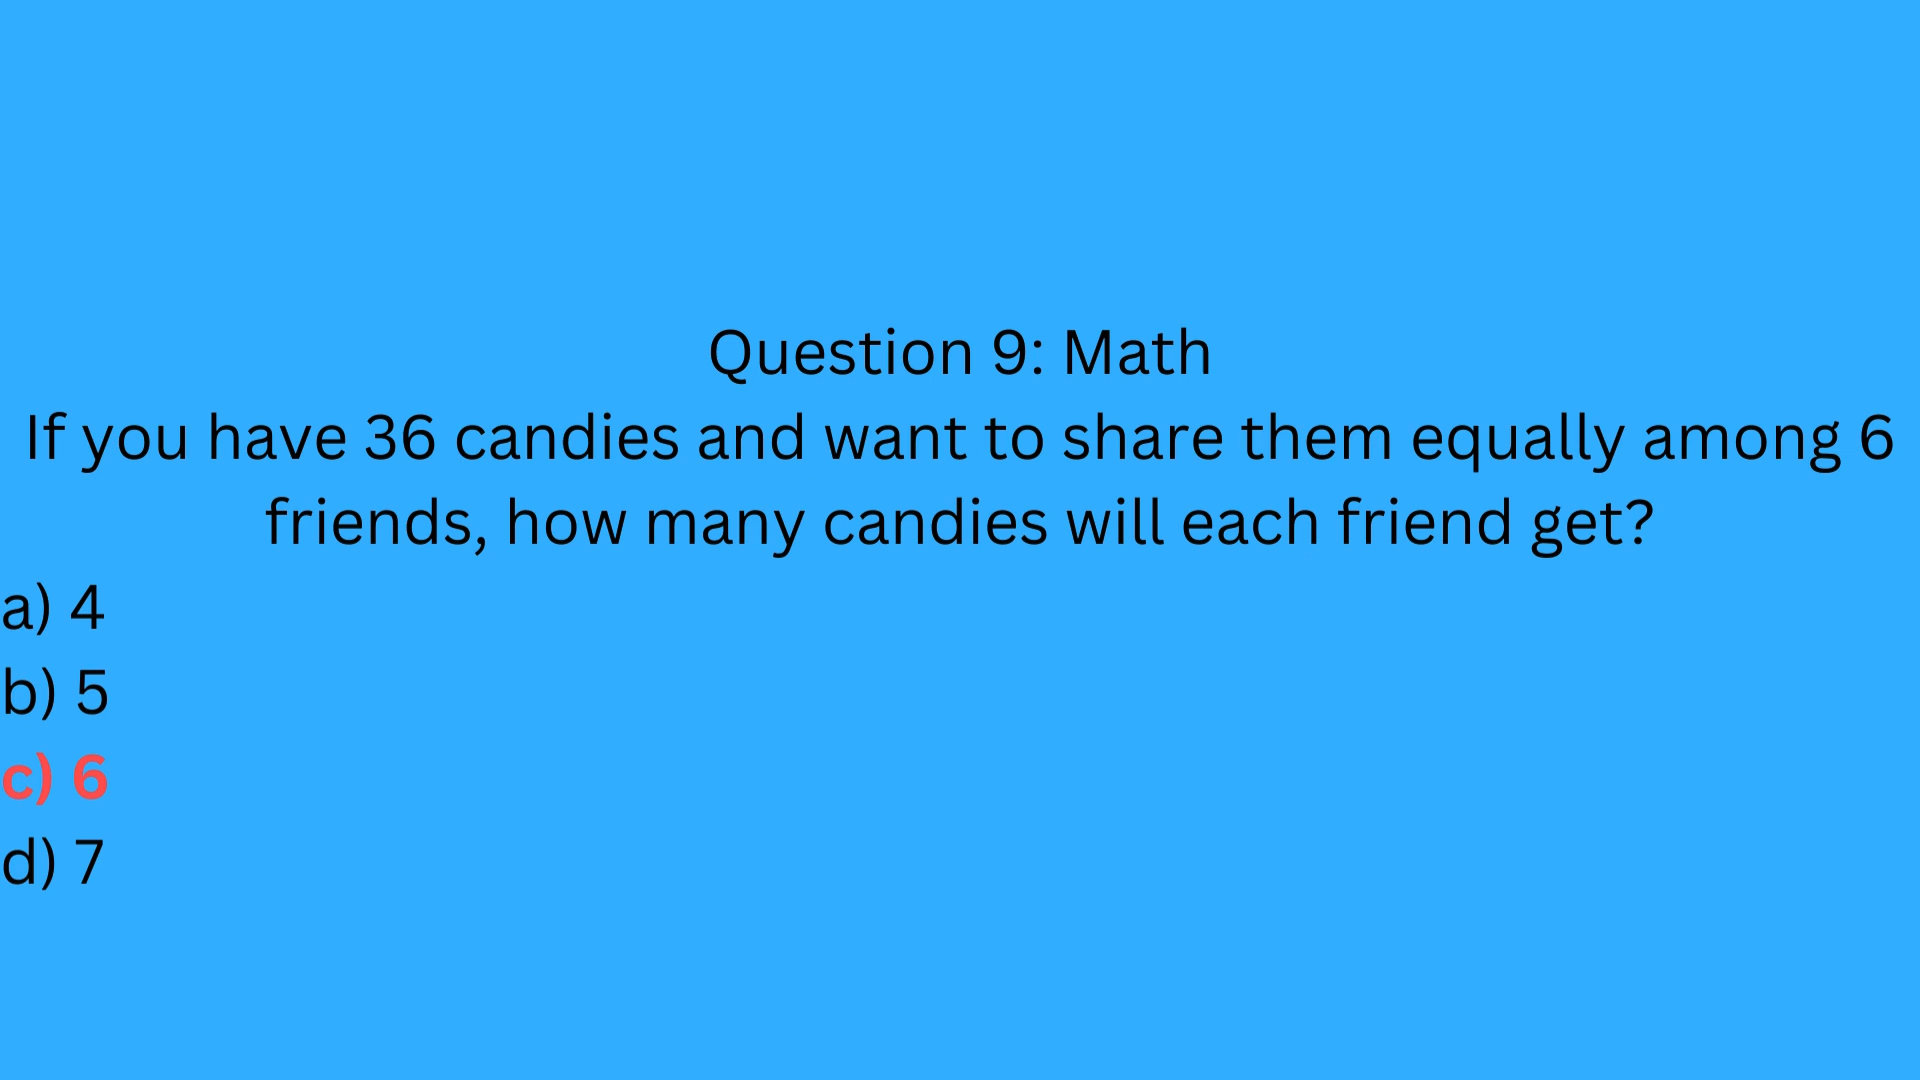 Question 9: Math
If you have 36 candies and want to share them equally among 6
friends, how many candies will each friend get?
a) 4
b) 5
c) 6
d) 7